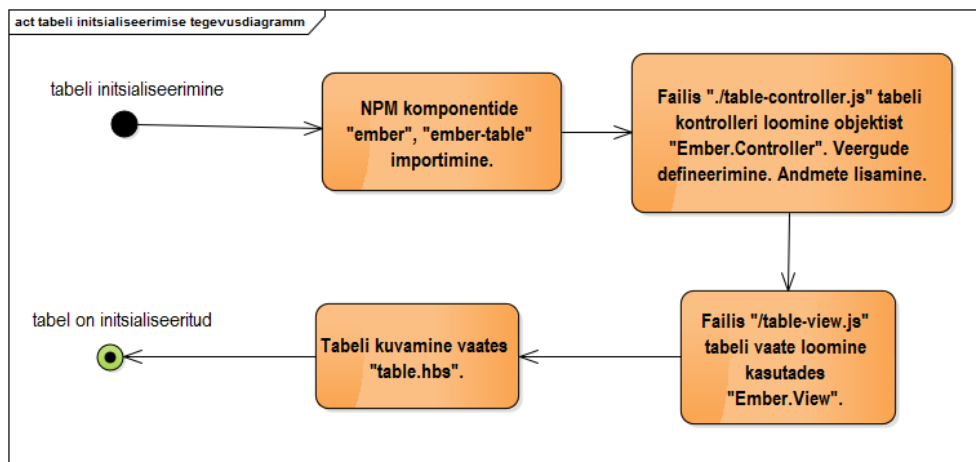 act tabeli initsialiseerimise tegevusdiagramm
tabeli initsialiseerimine
NPM komponentide
"ember", "ember-table"
importimine.
Failis "./table-controller.js" tabeli
kontrolleri loomine objektist
"Ember.Controller". Veergude
defineerimine. Andmete lisamine.
Failis "/table-view.js"
tabeli vaate loomine
kasutades
"Ember.View".
Tabeli kuvamine vaates
"table.hbs".
tabel on initsialiseeritud